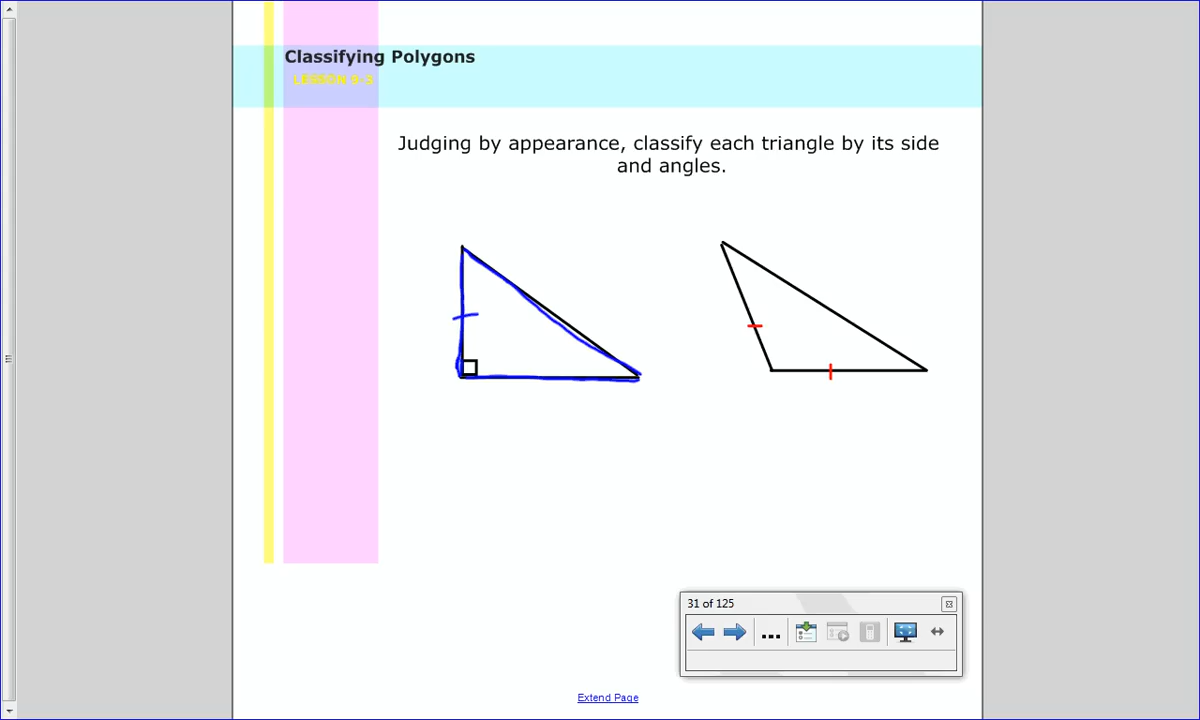 Classifying Polygons
LESSON 9-3
Judging by appearance, classify each triangle by its side
and angles.
31 of 125
Extend Page